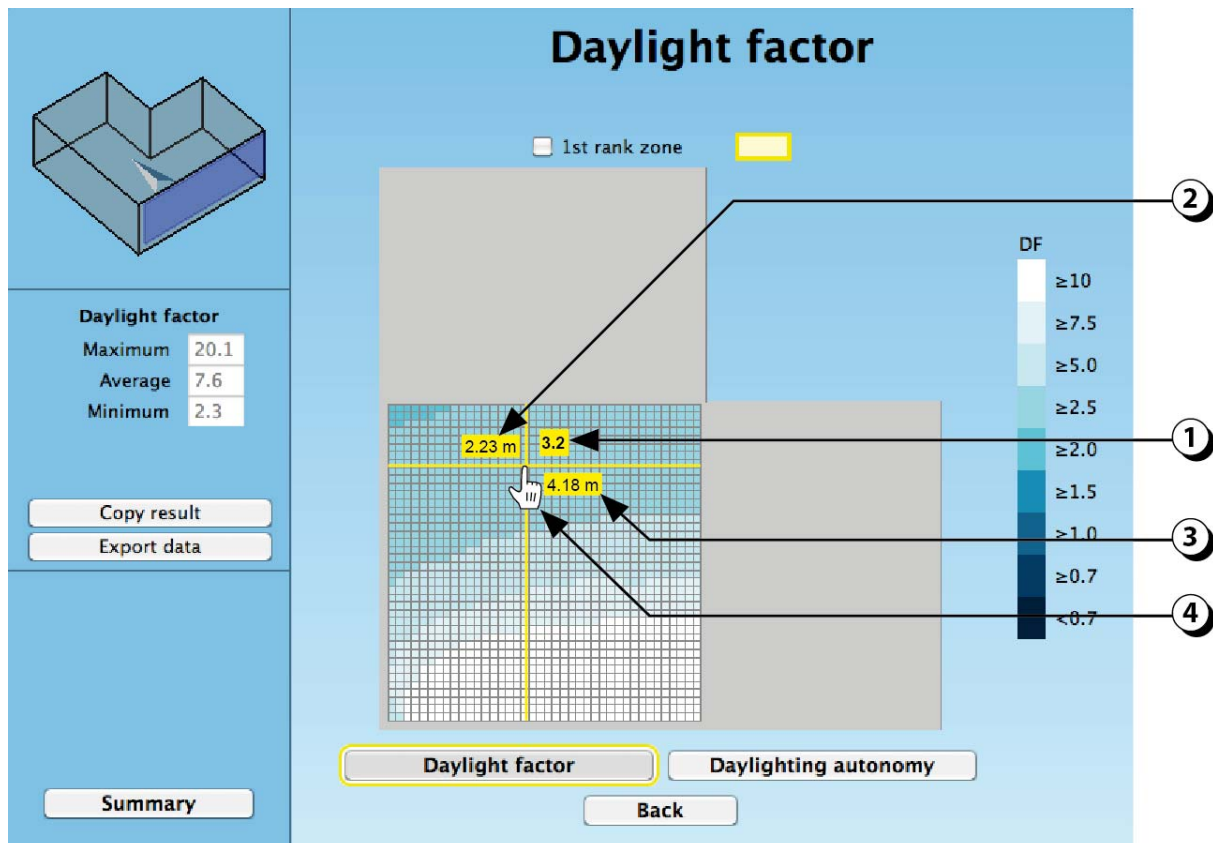 Daylight factor
1st rank zone
2
DF
≥10
≥7.5
≥5.0
≥2.5
≥2.0
≥1.5
≥1.0
≥0.7
<0.7
Daylight factor
Maximum 20.1
Average 7.6
Minimum 2.3
2.23 m 3.2
1
4.18 m
3
4
Copy result
Export data
Daylight factor Daylighting autonomy
Summary
Back